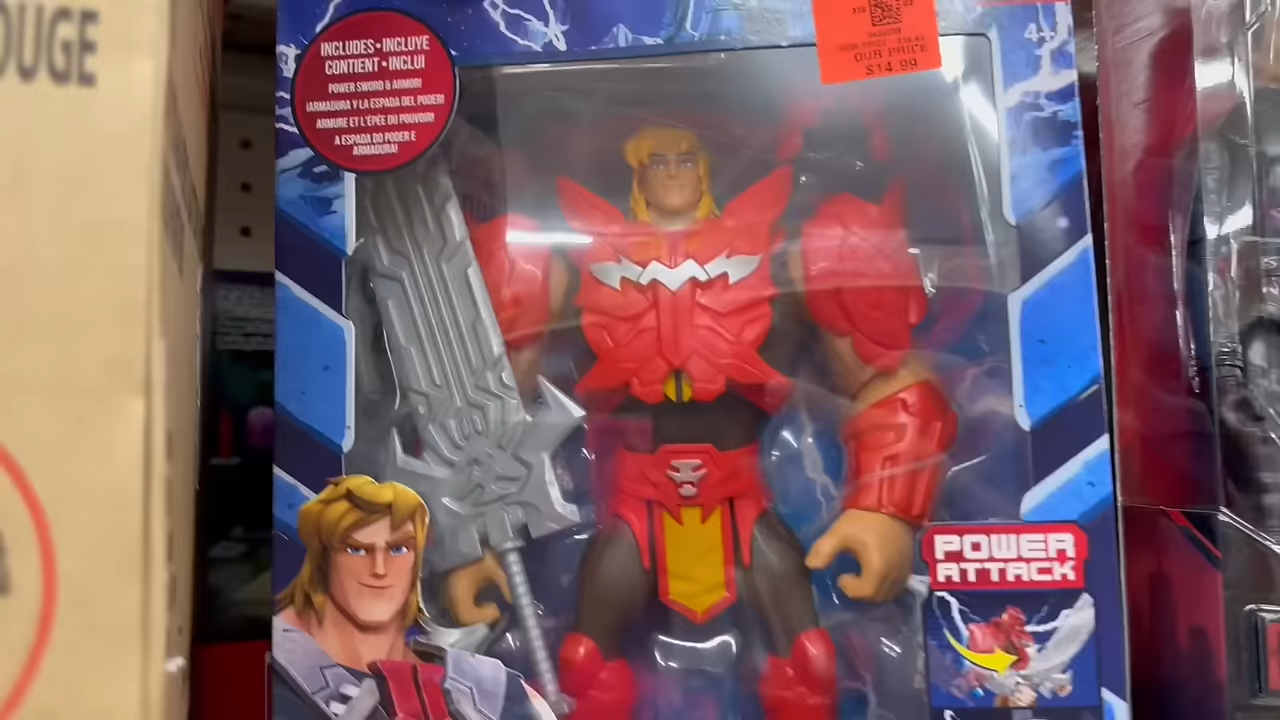 OUGE
INCLUDES • INCLUYE
CONTIENT • INCLUI
POWER SWORD & ARMOR!
¡ARMADURA Y LA ESPADA DEL PODER!
ARMURE ET L'ÉPÉE DU POUVOIR!
A ESPADA DO PODER E
ARMADURA!
OUR PRICE
$14.99
4+
POWER
ATTACK